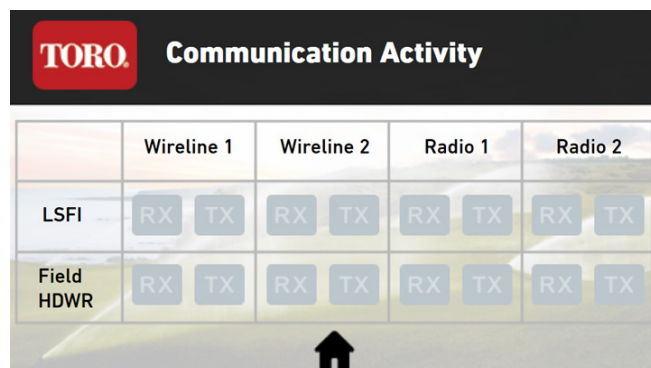 TORO. Communication Activity
Wireline 1 Wireline 2 Radio 1 Radio 2
LSFI RX TX RX TX RX TX RX TX
Field
HDWR RX TX RX TX RX TX RX TX